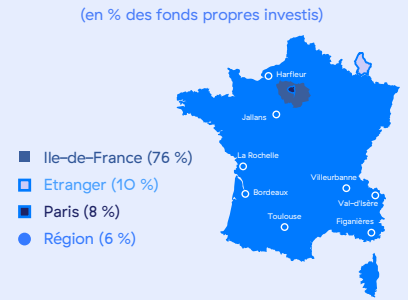 (en % des fonds propres investis)
Harfleur
Jallans
Ile-de-France (76 %)
La Rochelle
Villeurbanne
Etranger (10 %)
Bordeaux
Val-d'Isère
Paris (8 %)
Toulouse
Figanières
Région (6 %)